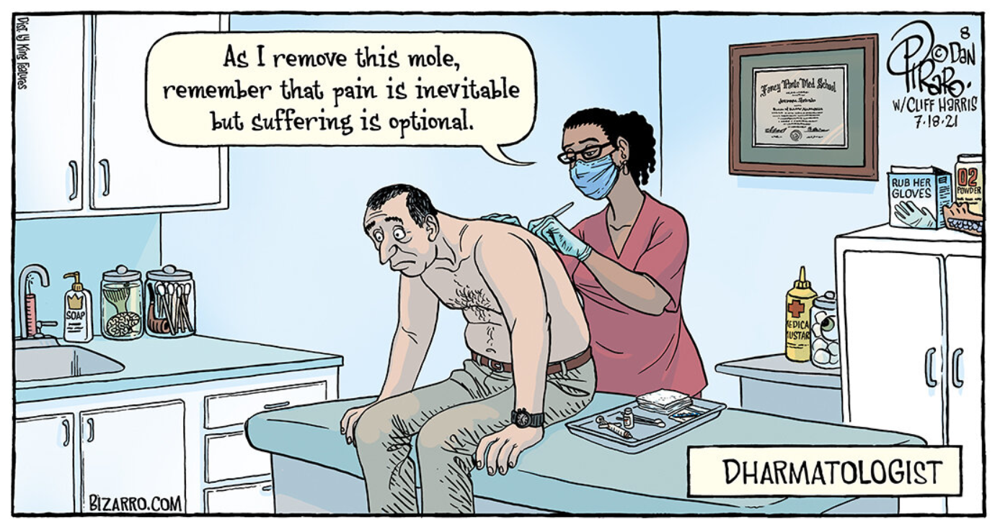 Dist by King Features
As I remove this mole,
remember that pain is inevitable
but suffering is optional.
Fancy Pants Med School
8
© DAN
PIRARO.
W/CLIFF HARRIS
7.18.21
RUB HER
GLOVES
02
POWDER
SOAP
EDICA
USTAR
DHARMATOLOGIST
BIZARRO.COM